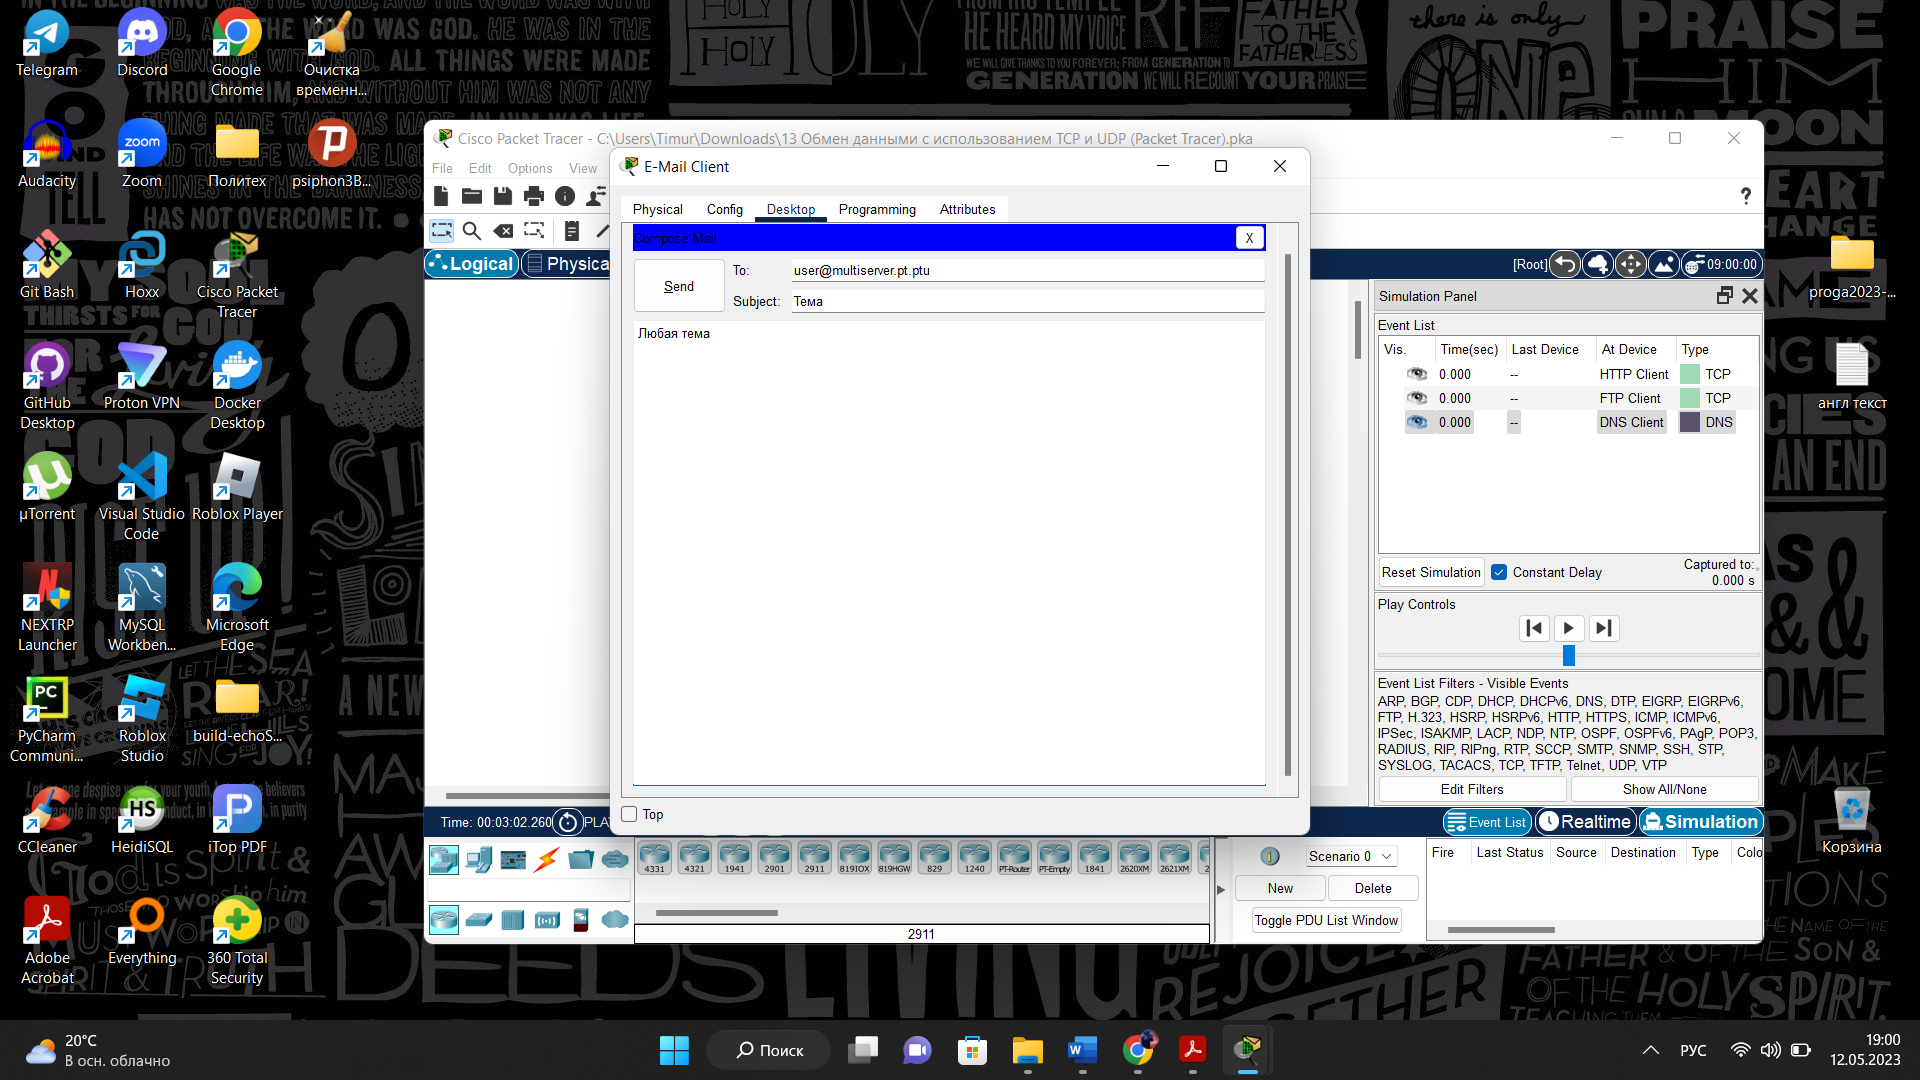 Telegram
Discord
Google Chrome
Очистка временн...
Audacity
Zoom
Политех
psiphon3B...
Git Bash
Hoxx
Cisco Packet Tracer
GitHub Desktop
Proton VPN
Docker Desktop
µTorrent
Visual Studio Code
Roblox Player
NEXTRP Launcher
MySQL Workben...
Microsoft Edge
PyCharm Communi...
Roblox Studio
build-echoS...
CCleaner
HeidiSQL
iTop PDF
Adobe Acrobat
Everything
360 Total Security
proga2023-...
англ текст
Корзина
Cisco Packet Tracer - C:\Users\Timur\Downloads\13 Обмен данными с использованием TCP и UDP (Packet Tracer).pka
File Edit Options View
E-Mail Client
Physical Config Desktop Programming Attributes
Compose Mail X
Send
To: user@multiserver.pt.ptu
Subject: Тема
Любая тема
Top
Logical Physica
[Root] 09:00:00
Simulation Panel
Event List
Vis. Time(sec) Last Device At Device Type
0.000 -- HTTP Client TCP
0.000 -- FTP Client TCP
0.000 -- DNS Client DNS
Reset Simulation Constant Delay Captured to:
0.000 s
Play Controls
Event List Filters - Visible Events
ARP, BGP, CDP, DHCP, DHCPv6, DNS, DTP, EIGRP, EIGRPv6,
FTP, H.323, HSRP, HSRPv6, HTTP, HTTPS, ICMP, ICMPv6,
IPSec, ISAKMP, LACP, NDP, NTP, OSPF, OSPFv6, PAgP, POP3,
RADIUS, RIP, RIPng, RTP, SCCP, SMTP, SNMP, SSH, STP,
SYSLOG, TACACS, TCP, TFTP, Telnet, UDP, VTP
Edit Filters Show All/None
Time: 00:03:02.260 PLA
Event List Realtime Simulation
4331 4321 1941 2901 2911 819IOX 819HGW 829 1240 PT-Router PT-Empty 1841 2620XM 2621XM
2911
Scenario 0
New Delete
Toggle PDU List Window
Fire Last Status Source Destination Type Colo
20°C
В осн. облачно
Поиск
РУС
19:00
12.05.2023